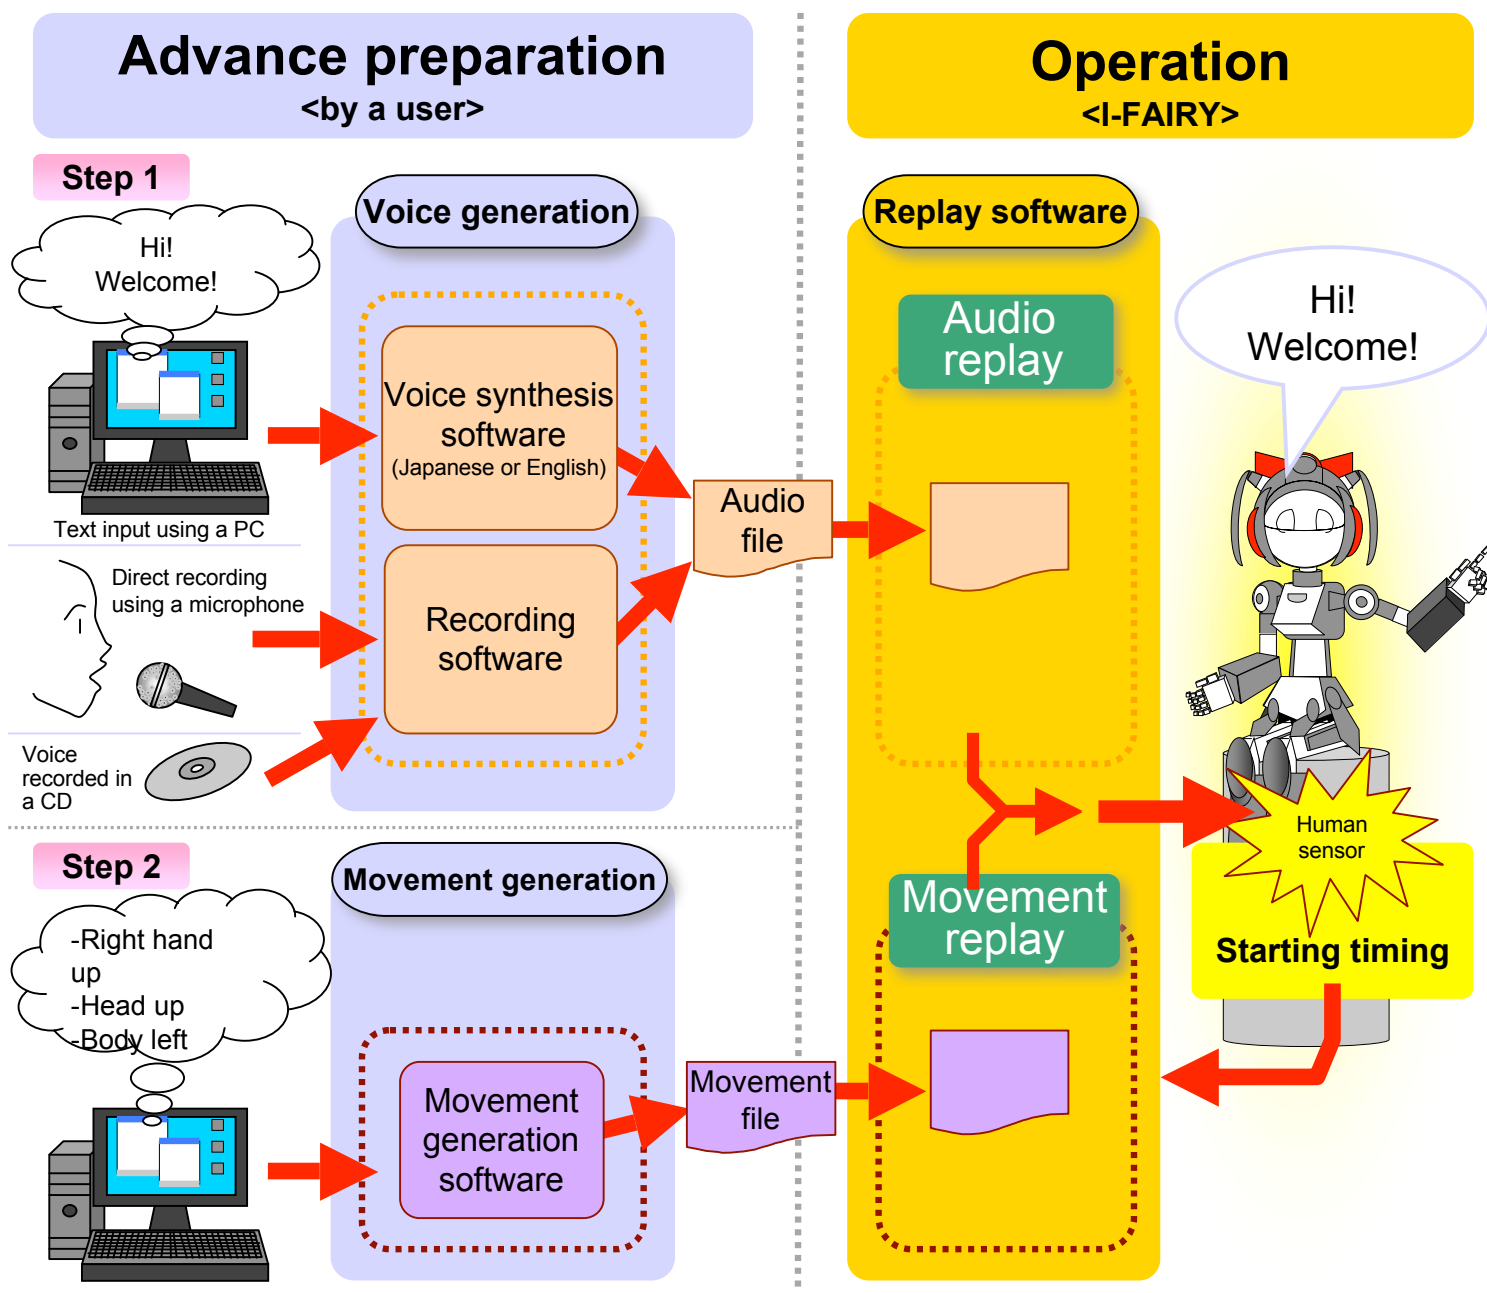 Advance preparation
<by a user>
Operation
<I-FAIRY>
Step 1
Hi!
Welcome!
Text input using a PC
Direct recording
using a microphone
Voice
recorded in
a CD
Voice generation
Voice synthesis
software
(Japanese or English)
Recording
software
Audio
file
Replay software
Audio
replay
Hi!
Welcome!
Human
sensor
Starting timing
Step 2
-Right hand
up
-Head up
-Body left
Movement generation
Movement
generation
software
Movement
file
Movement
replay